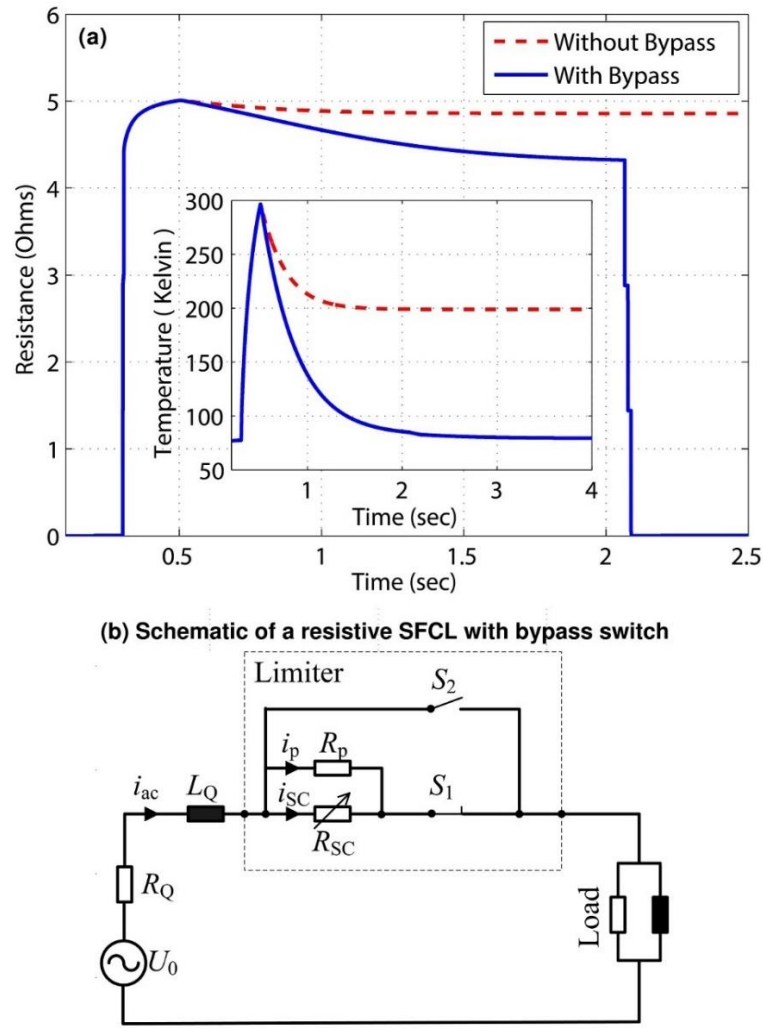 (a)
Without Bypass
With Bypass
Resistance (Ohms)
6
5
4
3
2
1
0
0.5
1
1.5
2
2.5
Time (sec)
Temperature ( Kelvin)
300
250
200
150
100
50
1
2
3
4
Time (sec)
(b) Schematic of a resistive SFCL with bypass switch
Limiter
S2
ip
Rp
iac
LQ
iSC
S1
RSC
RQ
U0
Load